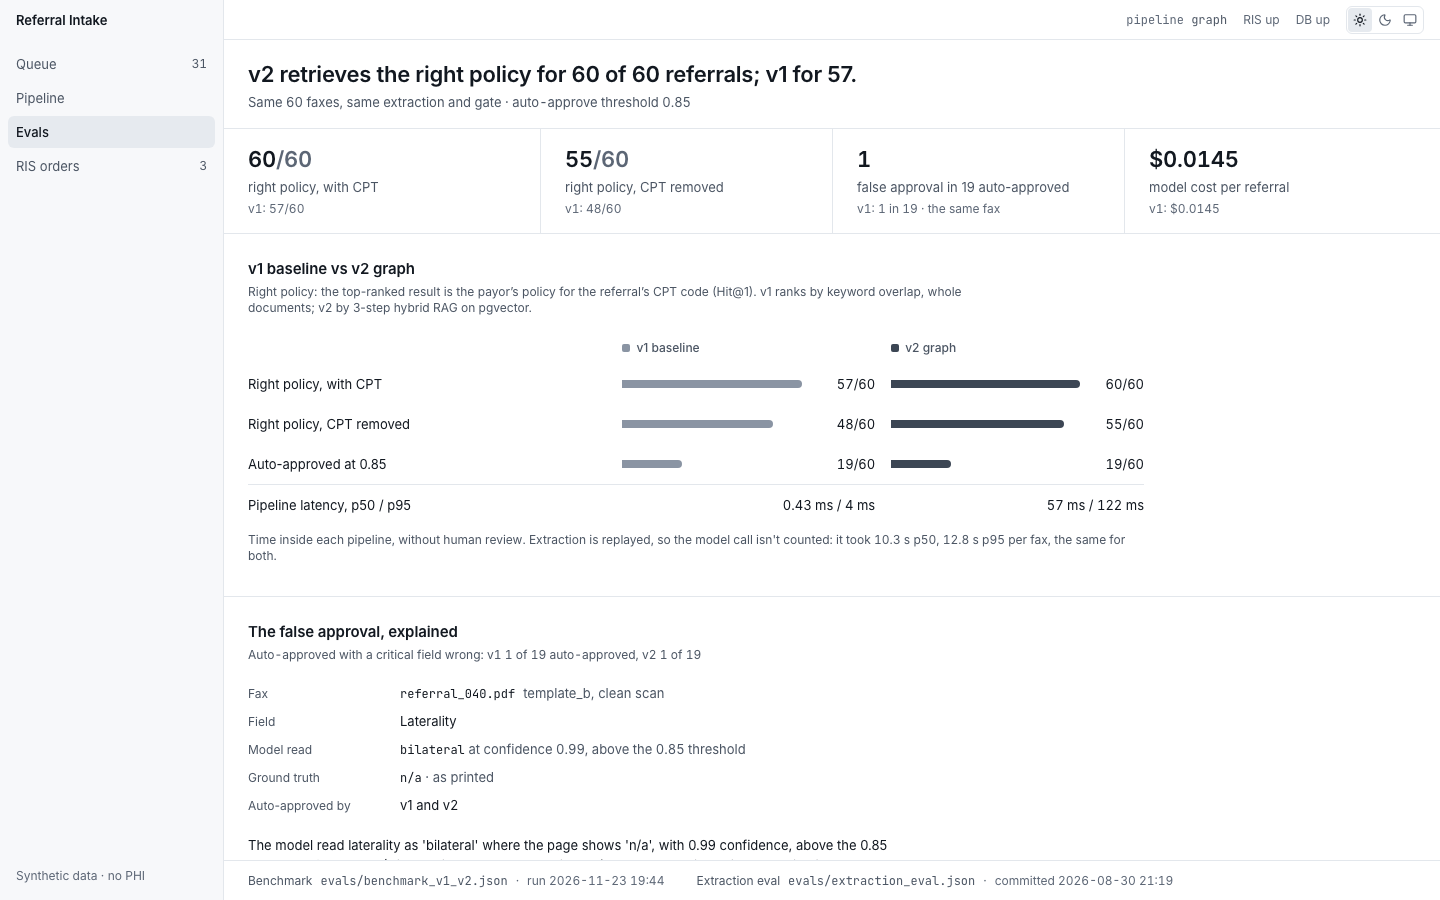 Referral Intake
pipeline graph RIS up DB up
Queue 31
Pipeline
Evals
RIS orders 3
v2 retrieves the right policy for 60 of 60 referrals; v1 for 57.
Same 60 faxes, same extraction and gate · auto-approve threshold 0.85
60/60
right policy, with CPT
v1: 57/60
55/60
right policy, CPT removed
v1: 48/60
1
false approval in 19 auto-approved
v1: 1 in 19 · the same fax
$0.0145
model cost per referral
v1: $0.0145
v1 baseline vs v2 graph
Right policy: the top-ranked result is the payor’s policy for the referral’s CPT code (Hit@1). v1 ranks by keyword overlap, whole
documents; v2 by 3-step hybrid RAG on pgvector.
v1 baseline v2 graph
Right policy, with CPT 57/60 60/60
Right policy, CPT removed 48/60 55/60
Auto-approved at 0.85 19/60 19/60
Pipeline latency, p50 / p95 0.43 ms / 4 ms 57 ms / 122 ms
Time inside each pipeline, without human review. Extraction is replayed, so the model call isn't counted: it took 10.3 s p50, 12.8 s p95 per fax, the same for
both.
The false approval, explained
Auto-approved with a critical field wrong: v1 1 of 19 auto-approved, v2 1 of 19
Fax referral_040.pdf template_b, clean scan
Field Laterality
Model read bilateral at confidence 0.99, above the 0.85 threshold
Ground truth n/a · as printed
Auto-approved by v1 and v2
The model read laterality as 'bilateral' where the page shows 'n/a', with 0.99 confidence, above the 0.85
Synthetic data · no PHI
Benchmark evals/benchmark_v1_v2.json · run 2026-11-23 19:44 Extraction eval evals/extraction_eval.json · committed 2026-08-30 21:19